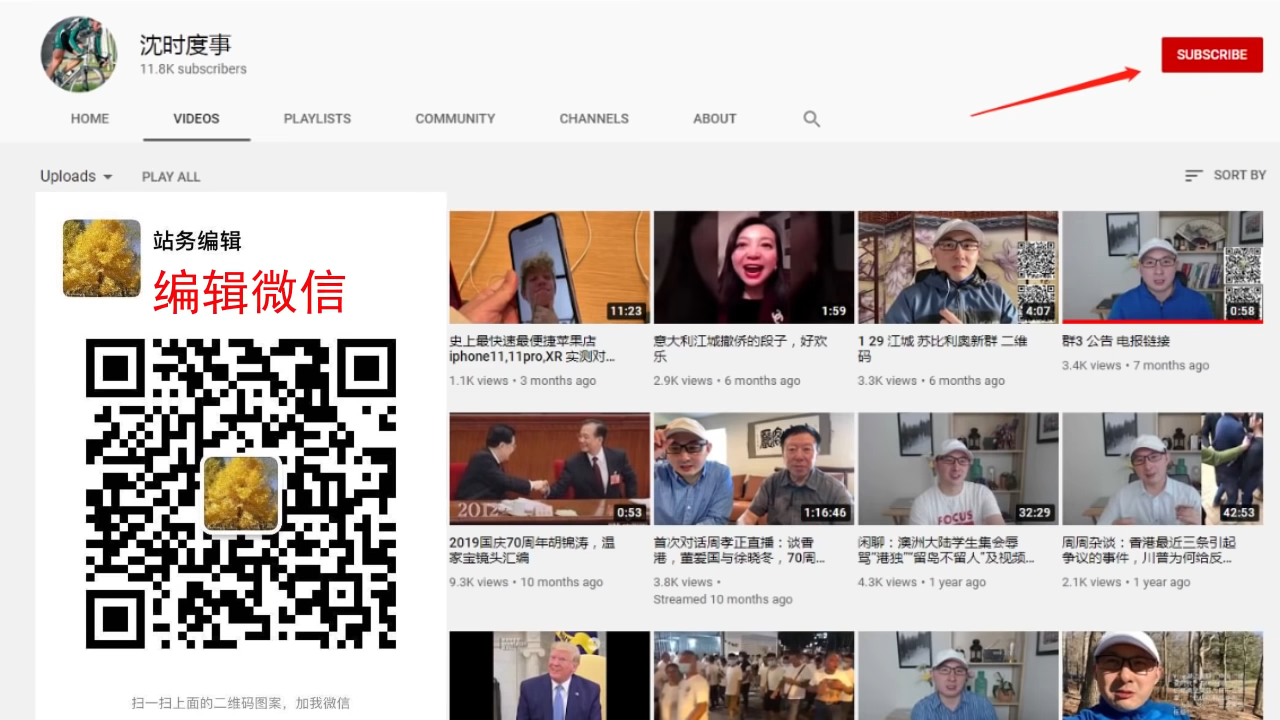 沈时度事
11.8K subscribers
SUBSCRIBE
HOME
VIDEOS
PLAYLISTS
COMMUNITY
CHANNELS
ABOUT
Uploads
PLAY ALL
SORT BY
站务编辑
编辑微信
扫一扫上面的二维码图案，加我微信
11:23
史上最快速最便捷苹果店
iphone11,11pro,XR 实测对...
1.1K views • 3 months ago
1:59
意大利江城撤侨的段子，好欢
乐
2.9K views • 6 months ago
4:07
1 29 江城 苏比利奥新群 二维
码
3.3K views • 6 months ago
0:58
群3 公告 电报链接
3.4K views • 7 months ago
2012
0:53
2019国庆70周年胡锦涛，温
家宝镜头汇编
9.3K views • 10 months ago
1:16:46
首次对话周孝正直播：谈香
港，董爱国与徐晓冬，70周...
3.8K views •
Streamed 10 months ago
FOCUS
32:29
闲聊：澳洲大陆学生集会辱
骂“港独”“留岛不留人”及视频...
4.3K views • 1 year ago
42:53
周周杂谈：香港最近三条引起
争议的事件，川普为何给反...
2.1K views • 1 year ago